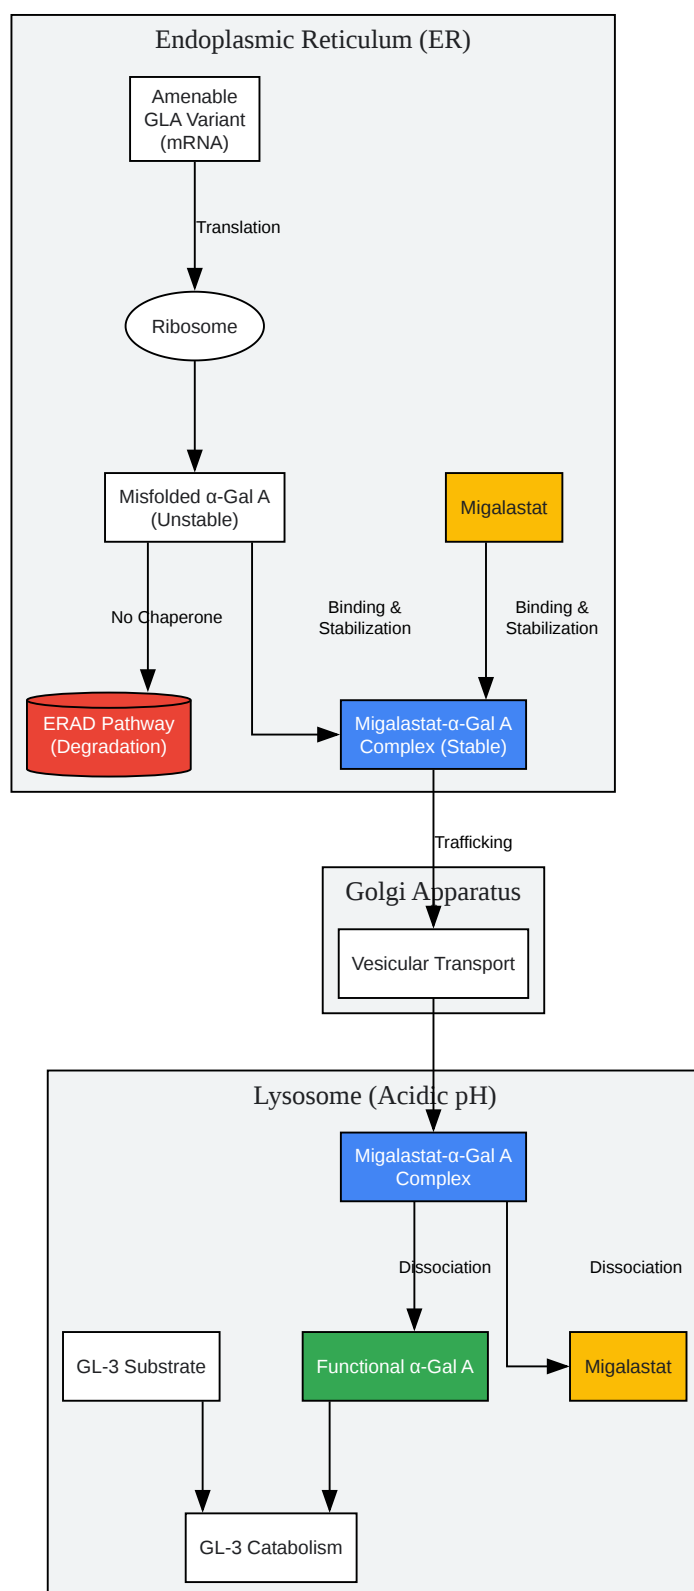 Endoplasmic Reticulum (ER)
Amenable
GLA Variant
(mRNA)
Translation
Ribosome
Misfolded α-Gal A
(Unstable)
Migalastat
No Chaperone
Binding &
Stabilization
Binding &
Stabilization
ERAD Pathway
(Degradation)
Migalastat-α-Gal A
Complex (Stable)
Trafficking
Golgi Apparatus
Vesicular Transport
Lysosome (Acidic pH)
Migalastat-α-Gal A
Complex
Dissociation
Dissociation
GL-3 Substrate
Functional α-Gal A
Migalastat
GL-3 Catabolism